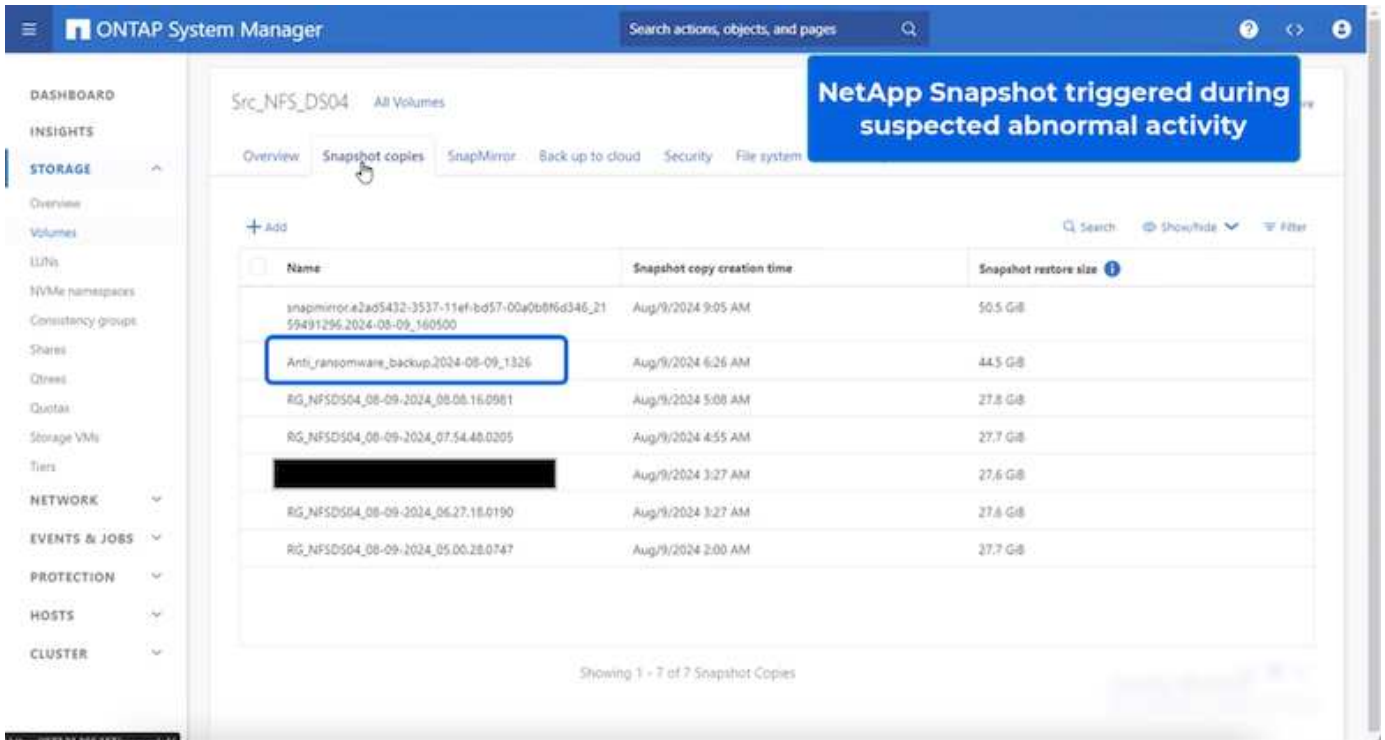 ONTAP System Manager
Search actions, objects, and pages
NetApp Snapshot triggered during
suspected abnormal activity
DASHBOARD
INSIGHTS
STORAGE
Overview
Volumes
LUNs
NVMe namespaces
Consistency groups
Shares
Qtrees
Quotas
Storage VMs
Tiers
NETWORK
EVENTS & JOBS
PROTECTION
HOSTS
CLUSTER
Src_NFS_DS04 All Volumes
Overview Snapshot copies SnapMirror Back up to cloud Security File system
Add
Search Show/hide Filter
Name Snapshot copy creation time Snapshot restore size
snapmirror.e2ad5432-3537-11ef-bd57-00a0b8f6d346_21
59491296.2024-08-09_160500
Aug/9/2024 9:05 AM 50.5 GiB
Anti_ransomware_backup.2024-08-09_1326 Aug/9/2024 6:26 AM 44.5 GiB
RG_NFSDS04_08-09-2024_08.08.16.0981 Aug/9/2024 5:08 AM 27.8 GiB
RG_NFSDS04_08-09-2024_07.54.48.0205 Aug/9/2024 4:55 AM 27.7 GiB
Aug/9/2024 3:27 AM 27.6 GiB
RG_NFSDS04_08-09-2024_06.27.18.0190 Aug/9/2024 3:27 AM 27.6 GiB
RG_NFSDS04_08-09-2024_05.00.28.0747 Aug/9/2024 2:00 AM 27.7 GiB
Showing 1 - 7 of 7 Snapshot Copies